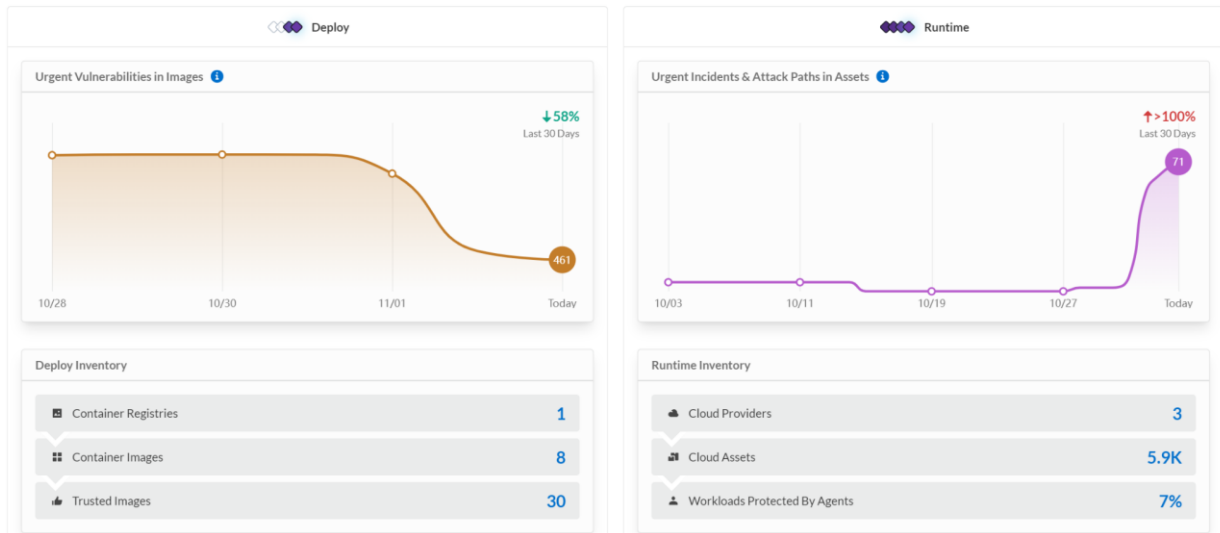 Deploy
Urgent Vulnerabilities in Images
↓58%
Last 30 Days
461
10/28 10/30 11/01 Today
Deploy Inventory
Container Registries 1
Container Images 8
Trusted Images 30
Runtime
Urgent Incidents & Attack Paths in Assets
↑>100%
Last 30 Days
71
10/03 10/11 10/19 10/27 Today
Runtime Inventory
Cloud Providers 3
Cloud Assets 5.9K
Workloads Protected By Agents 7%